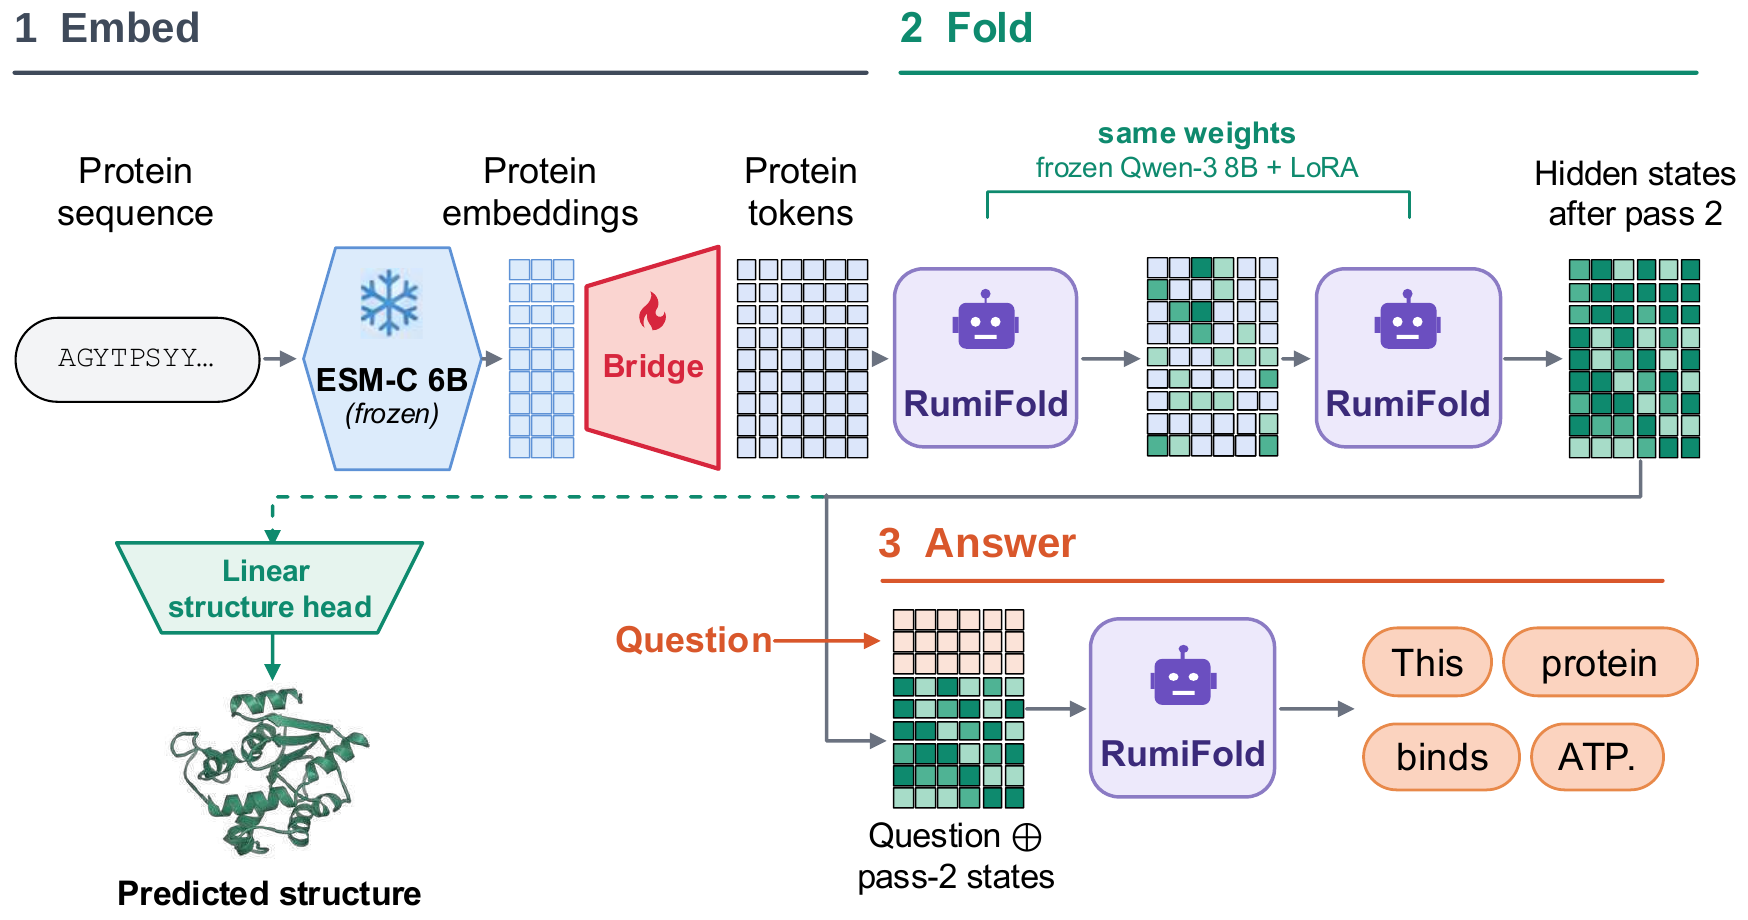 1 Embed
2 Fold
same weights
frozen Qwen-3 8B + LoRA
Protein
sequence
Protein
embeddings
Protein
tokens
Hidden states
after pass 2
AGYTPSYY...
ESM-C 6B
(frozen)
Bridge
RumiFold
RumiFold
Linear
structure head
Predicted structure
3 Answer
Question
RumiFold
This
protein
binds
ATP.
Question ⊕
pass-2 states